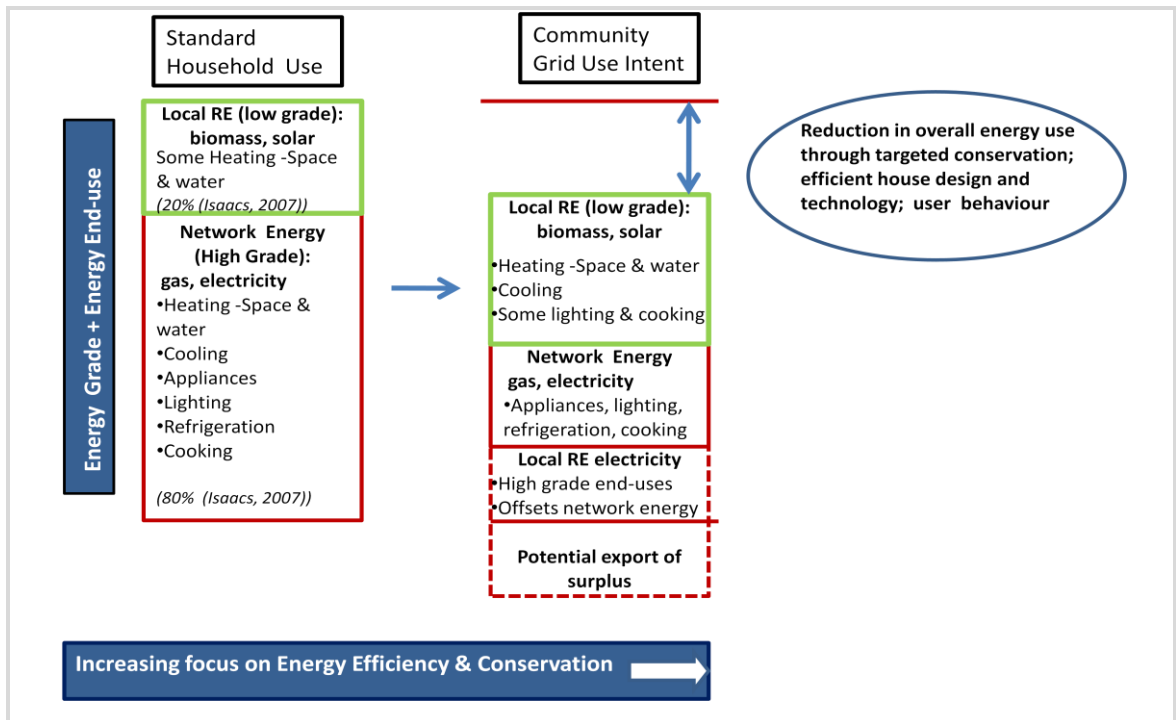 Standard
Household Use
Community
Grid Use Intent
Energy Grade + Energy End-use
Local RE (low grade):
biomass, solar
Some Heating -Space
& water
(20% (Isaacs, 2007))
Network Energy
(High Grade):
gas, electricity
•Heating -Space &
water
•Cooling
•Appliances
•Lighting
•Refrigeration
•Cooking
(80% (Isaacs, 2007))
Local RE (low grade):
biomass, solar
•Heating -Space & water
•Cooling
•Some lighting & cooking
Network Energy
gas, electricity
•Appliances, lighting,
refrigeration, cooking
Local RE electricity
•High grade end-uses
•Offsets network energy
Potential export of
surplus
Reduction in overall energy use
through targeted conservation;
efficient house design and
technology; user behaviour
Increasing focus on Energy Efficiency & Conservation